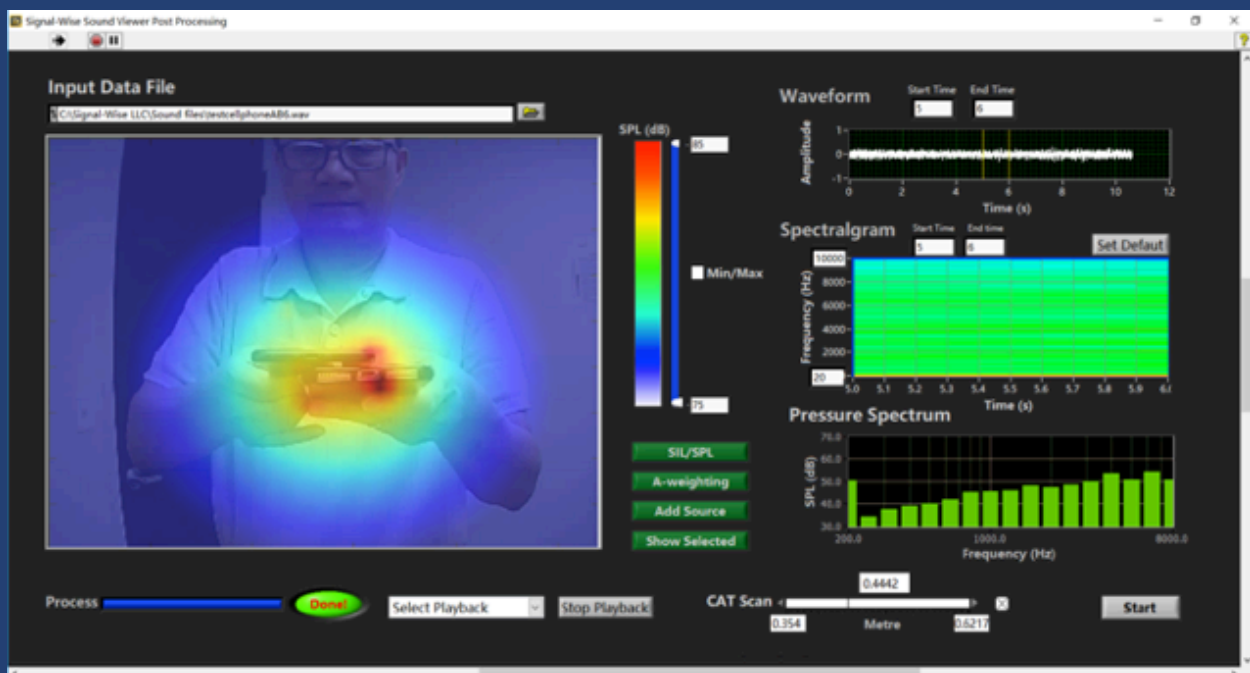 Signal-Wise Sound Viewer Post Processing
Input Data File
C:\Signal-Wise LLC\Sound files\testcellphoneAB6.wav
SPL (dB)
85
Min/Max
75
SIL/SPL
A-weighting
Add Source
Show Selected
Waveform
Start Time
End Time
5
6
Amplitude
1
0
-1
0 2 4 6 8 10 12
Time (s)
Spectralgram
Start Time
End time
5
6
Set Defaut
Frequency (Hz)
10000
8000
6000
4000
2000
20
5.0 5.1 5.2 5.3 5.4 5.5 5.6 5.7 5.8 5.9 6.0
Time (s)
Pressure Spectrum
SPL (dB)
70.0
60.0
50.0
40.0
30.0
200.0 1000.0 8000.0
Frequency (Hz)
Process
Done!
Select Playback
Stop Playback
CAT Scan
0.4442
0.354
Metre
0.6217
Start